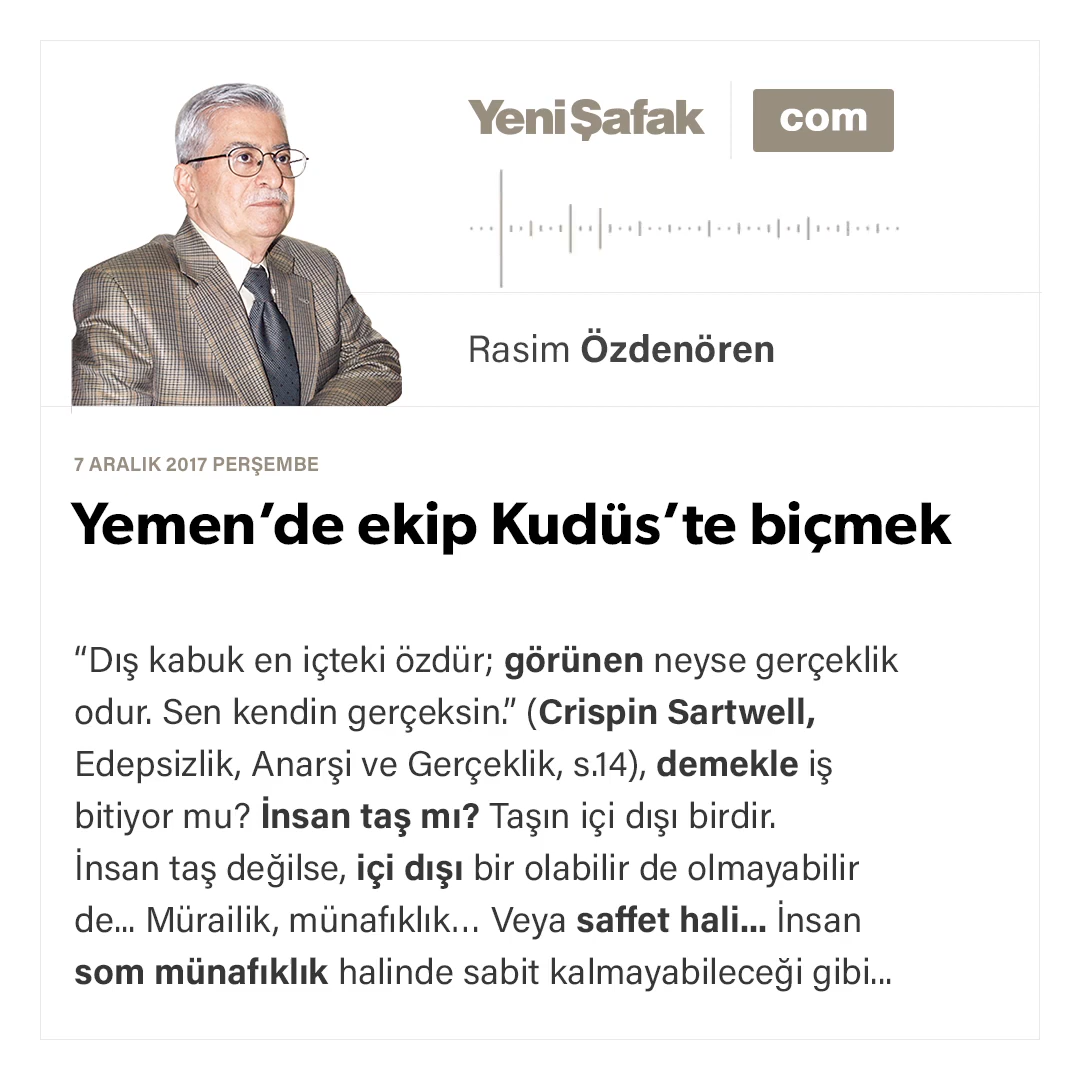 YeniŞafak com
Rasim Özdenören
7 ARALIK 2017 PERŞEMBE
Yemen’de ekip Kudüs’te biçmek
“Dış kabuk en içteki özdür; görünen neyse gerçeklik
odur. Sen kendin gerçeksin.” (Crispin Sartwell,
Edepsizlik, Anarşi ve Gerçeklik, s.14), demekle iş
bitiyor mu? İnsan taş mı? Taşın içi dışı birdir.
İnsan taş değilse, içi dışı bir olabilir de olmayabilir
de... Mürailik, münafıklık… Veya saffet hali... İnsan
som münafıklık halinde sabit kalmayabileceği gibi...